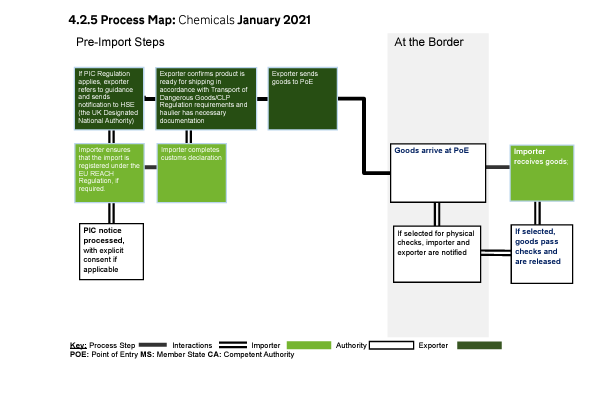 4.2.5 Process Map: Chemicals January 2021
Pre-Import Steps
At the Border
If PIC Regulation
applies, exporter
refers to guidance
and sends
notification to HSE
(the UK Designated
National Authority)
Exporter confirms product is
ready for shipping in
accordance with Transport of
Dangerous Goods/CLP
Regulation requirements and
haulier has necessary
documentation
Exporter sends
goods to PoE
Importer ensures
that the import is
registered under the
EU REACH
Regulation, if
required.
Importer completes
customs declaration
Goods arrive at PoE
Importer
receives goods;
PIC notice
processed,
with explicit
consent if
applicable
If selected for physical
checks, importer and
exporter are notified
If selected,
goods pass
checks and
are released
Key: Process Step Interactions Importer Authority Exporter
POE: Point of Entry MS: Member State CA: Competent Authority